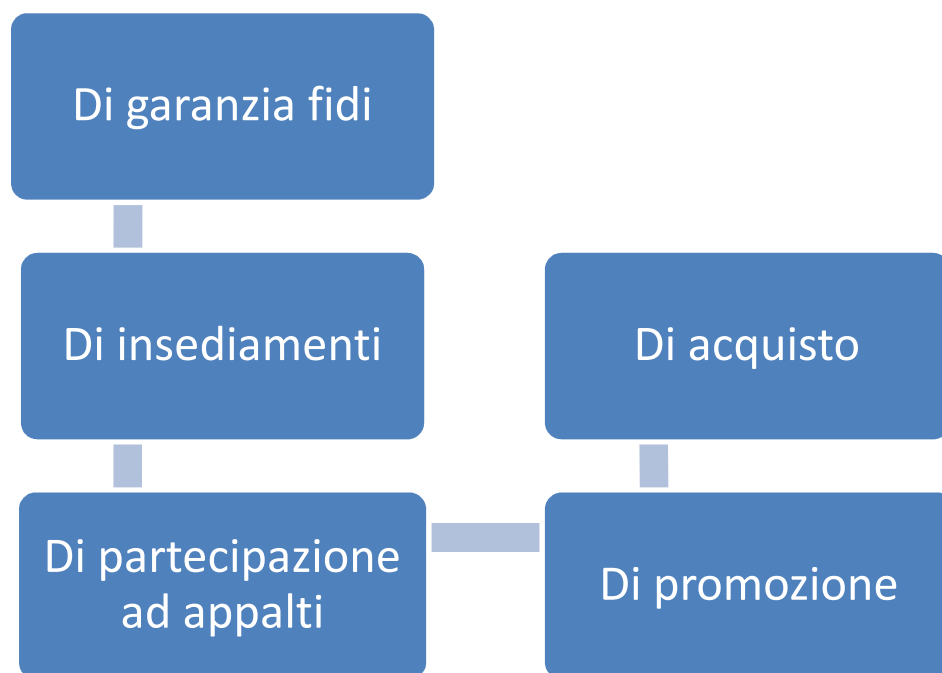 Di garanzia fidi
Di insediamenti
Di partecipazione
ad appalti
Di promozione
Di acquisto